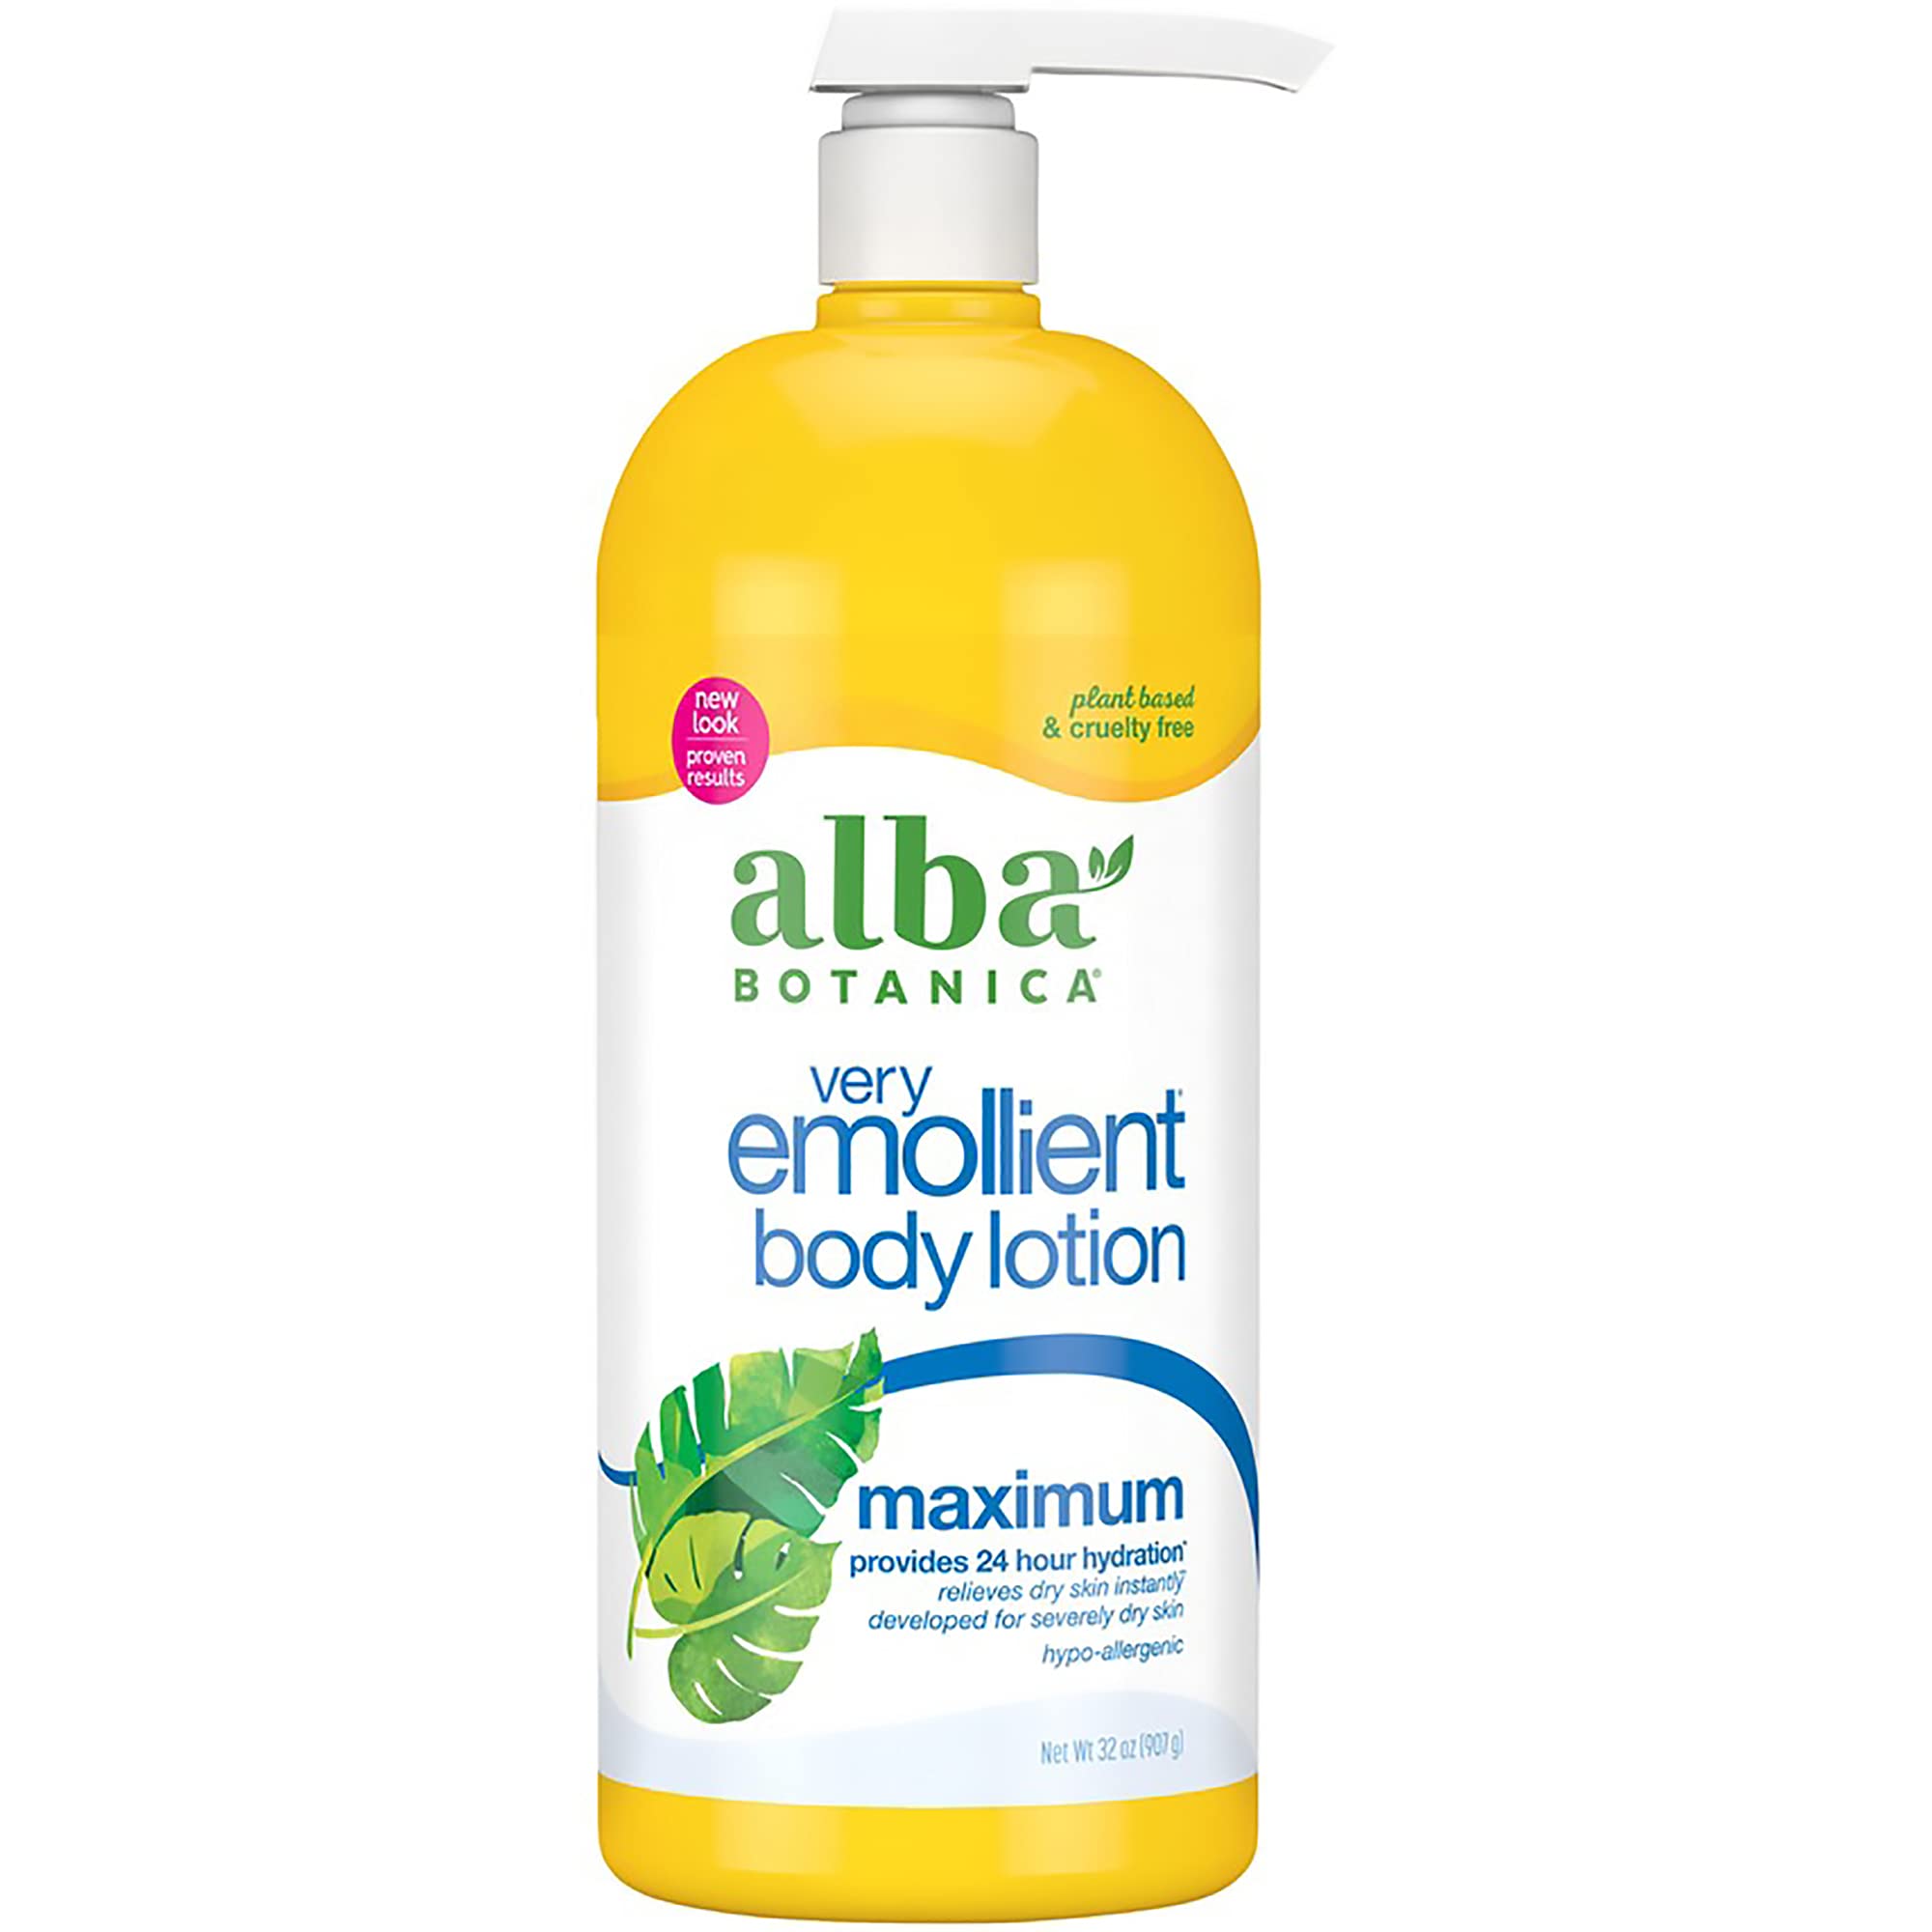 new
look
proven
results
plant based
& cruelty free
alba
BOTANICA®
very
emollient®
body lotion
maximum
provides 24 hour hydration*
relieves dry skin instantly
developed for severely dry skin
hypo-allergenic
Net Wt 32 oz (907 g)